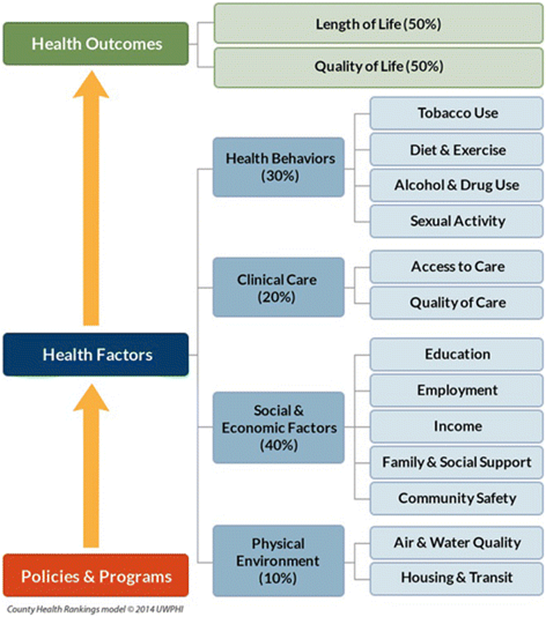 Health Outcomes
Length of Life (50%)
Quality of Life (50%)
Health Factors
Health Behaviors
(30%)
Tobacco Use
Diet & Exercise
Alcohol & Drug Use
Sexual Activity
Clinical Care
(20%)
Access to Care
Quality of Care
Social &
Economic Factors
(40%)
Education
Employment
Income
Family & Social Support
Community Safety
Physical
Environment
(10%)
Air & Water Quality
Housing & Transit
Policies & Programs
County Health Rankings model © 2014 UWPHI